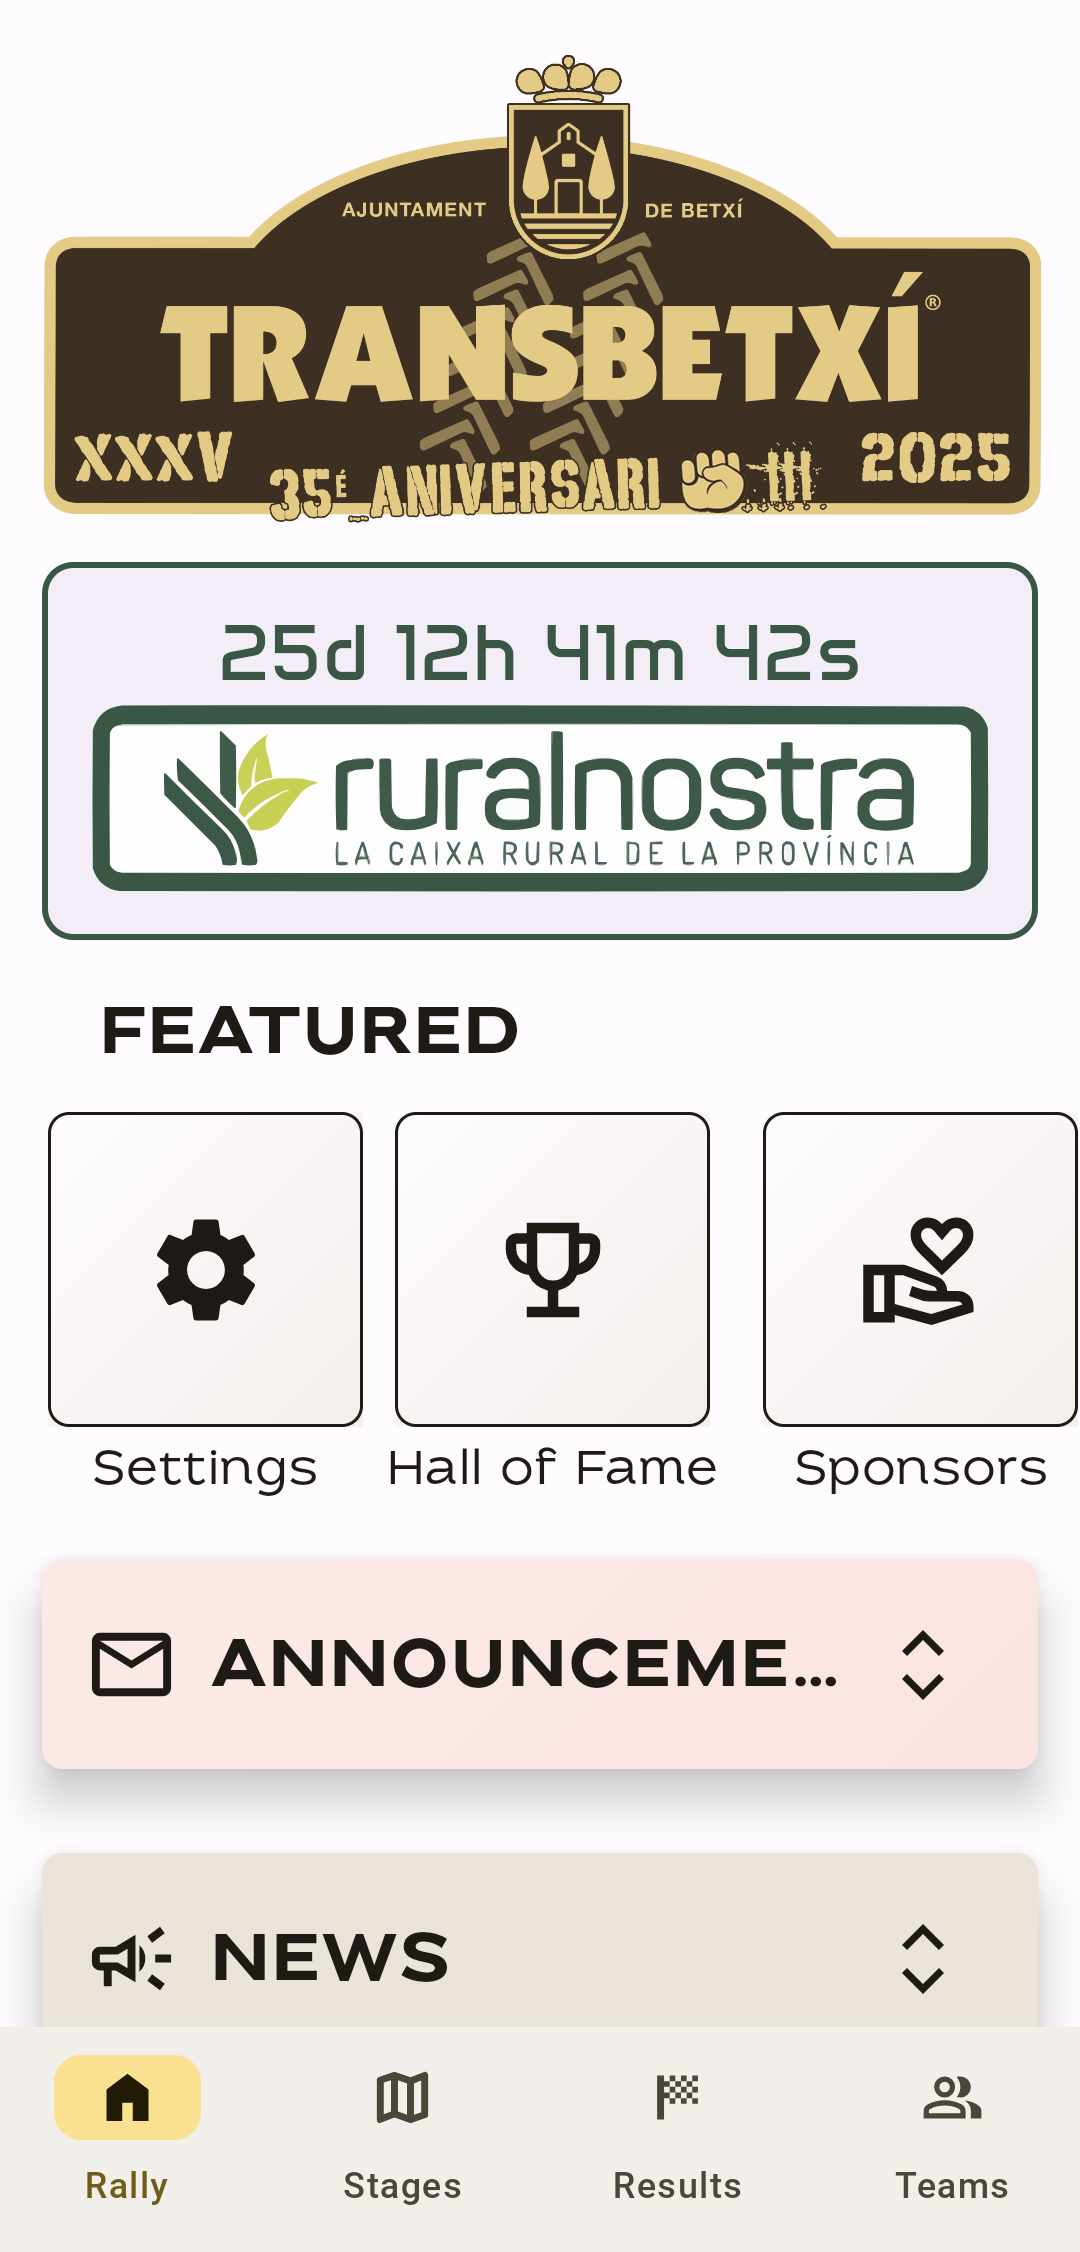 AJUNTAMENT DE BETXÍ
TRANSBETXÍ®
XXXV 35É ANIVERSARI 2025
25d 12h 41m 42s
ruralnostra
LA CAIXA RURAL DE LA PROVÍNCIA
FEATURED
Settings Hall of Fame Sponsors
ANNOUNCEME...
NEWS
Rally Stages Results Teams